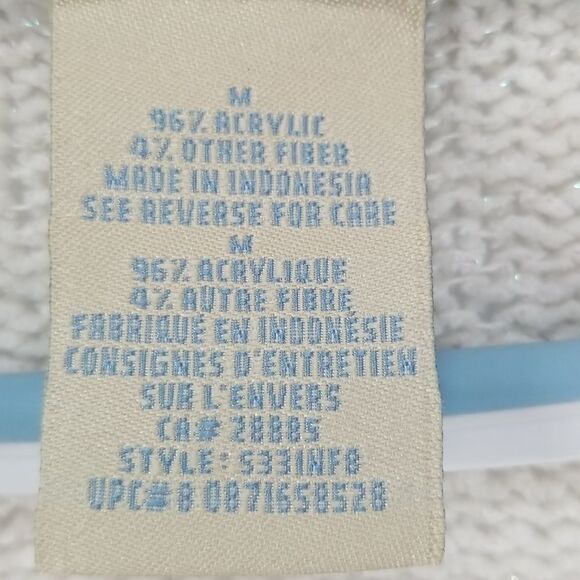 M
96% ACRYLIC
4% OTHER FIBER
MADE IN INDONESIA
SEE REVERSE FOR CARE
M
96% ACRYLIQUE
4% AUTRE FIBRE
FABRIQUÉ EN INDONÉSIE
CONSIGNES D'ENTRETIEN
SUR L'ENVERS
CA# 28885
STYLE: S331NF8
UPC#8 0871658528